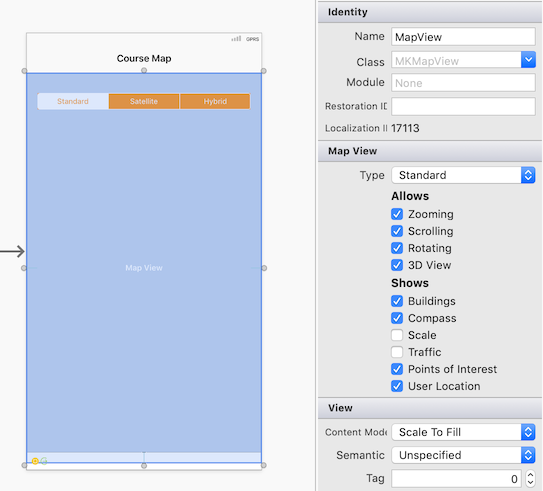 GPRS
Course Map
Standard Satellite Hybrid
Map View
Identity
Name MapView
Class MKMapView
Module None
Restoration ID
Localization I
17113
Map View
Type Standard
Allows
Zooming
Scrolling
Rotating
3D View
Shows
Buildings
Compass
Scale
Traffic
Points of Interest
User Location
View
Content Mode Scale To Fill
Semantic Unspecified
Tag 0